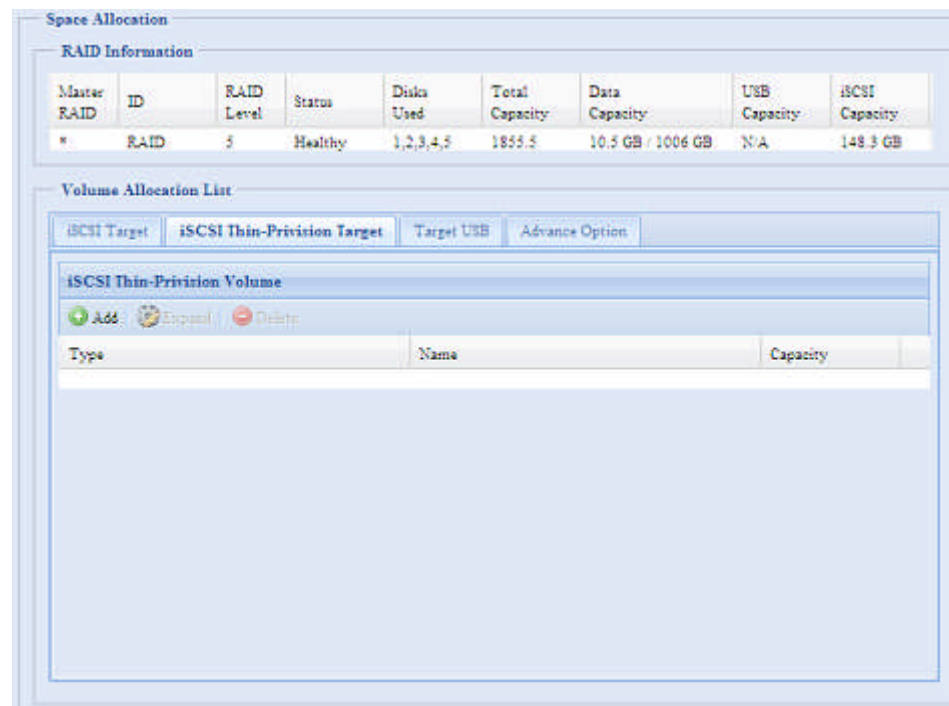 Space Allocation
RAID Information
Master RAID ID RAID Level Status Disks Used Total Capacity Data Capacity USB Capacity iSCSI Capacity
* RAID 5 Healthy 1,2,3,4,5 1855.5 10.5 GB / 1006 GB N/A 148.3 GB
Volume Allocation List
iSCSI Target iSCSI Thin-Privision Target Target USB Advance Option
iSCSI Thin-Privision Volume
Add Expand Delete
Type Name Capacity